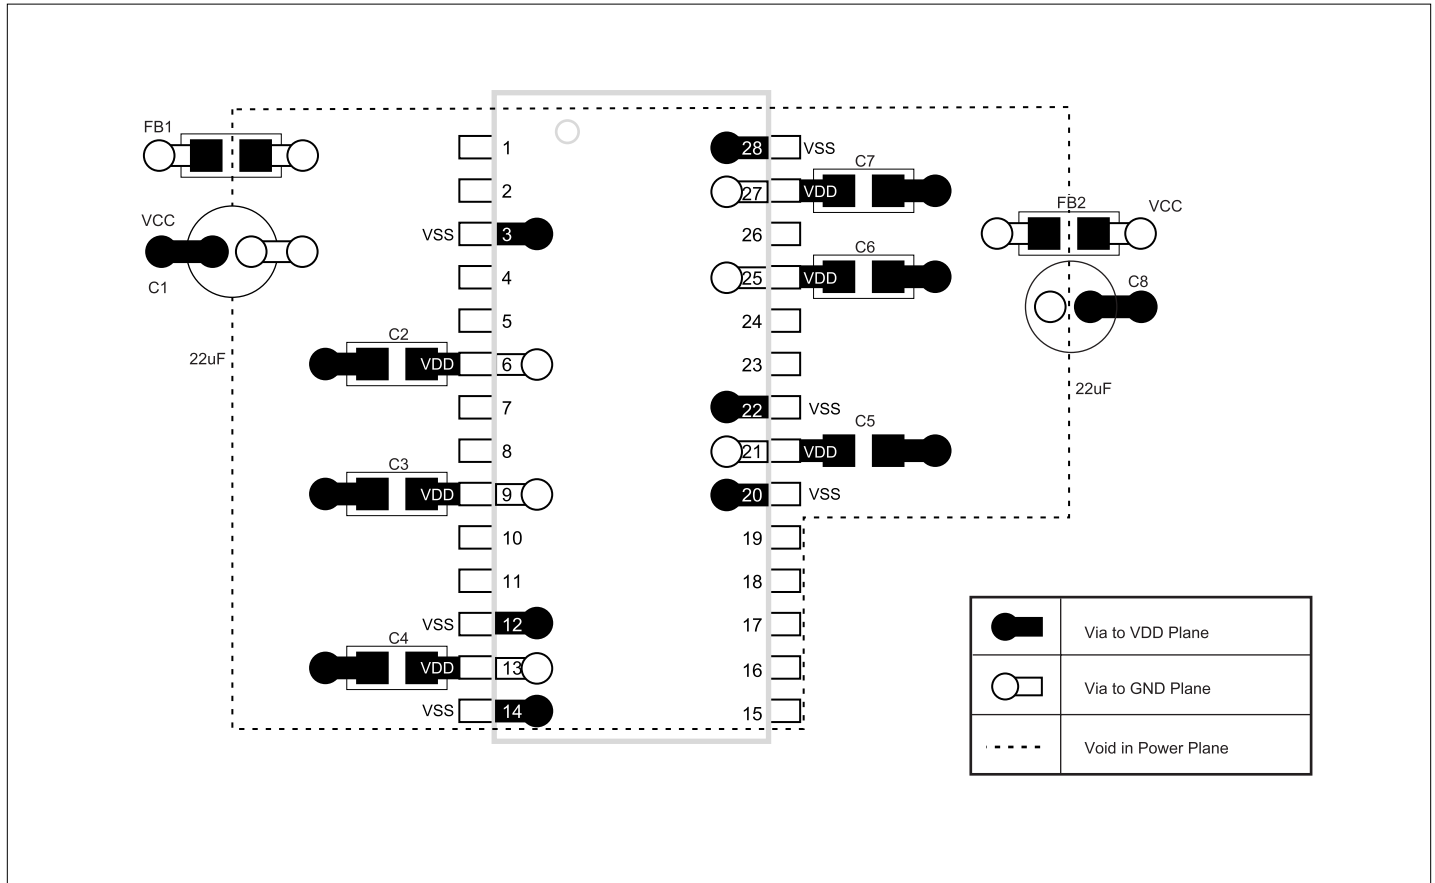 FB1
1
28
VSS
C7
2
27
VDD
FB2
VCC
VCC
VSS
3
26
C6
4
25
VDD
C1
C8
5
24
C2
22uF
VDD
6
23
22uF
7
22
VSS
C5
8
21
VDD
C3
VDD
9
20
VSS
10
19
11
18
VSS
12
17
C4
VDD
13
16
VSS
14
15
Via to VDD Plane
Via to GND Plane
Void in Power Plane